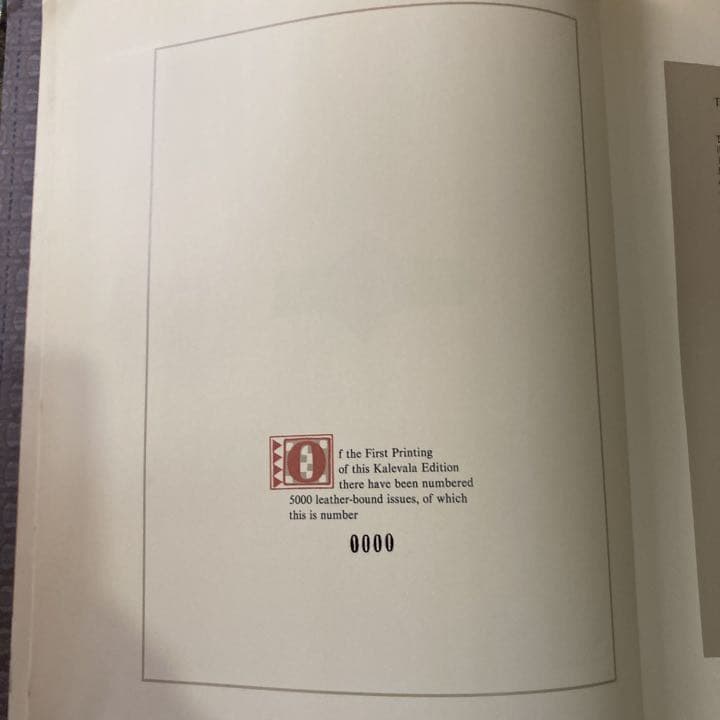 Of the First Printing
of this Kalevala Edition
there have been numbered
5000 leather-bound issues, of which
this is number
0000